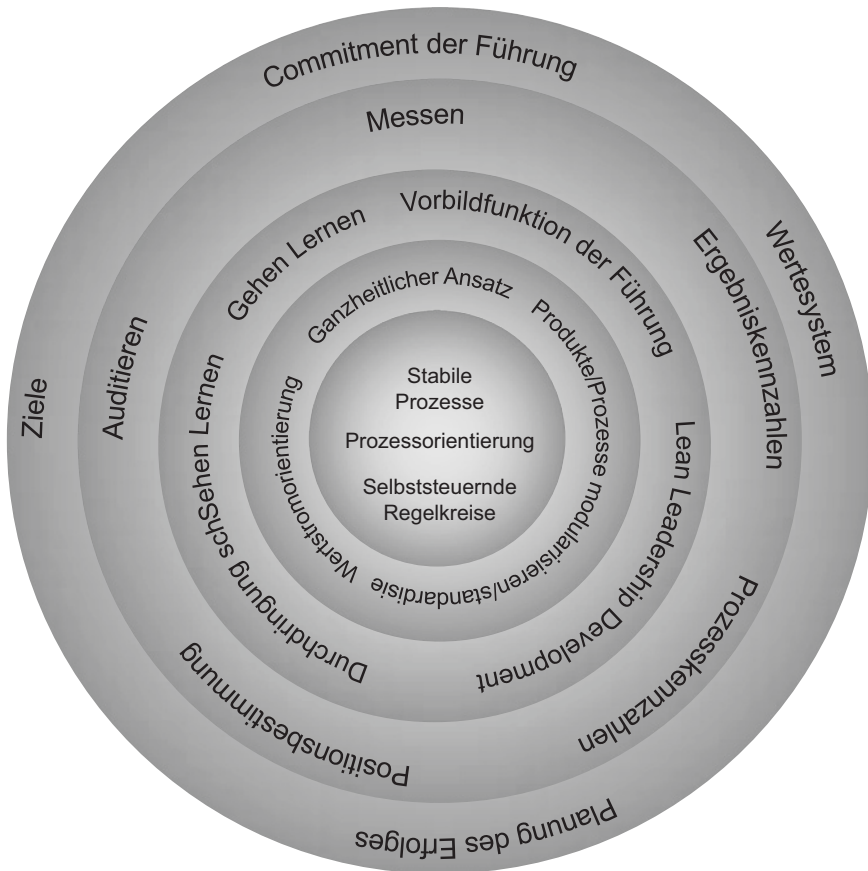 Commitment der Führung
Wertesystem
Planung des Erfolges
Ziele
Messen
Ergebniskennzahlen
Prozesskennzahlen
Positionsbestimmung
Auditieren
Vorbildfunktion der Führung
Lean Leadership Development
Durchdringung schSehen Lernen
Gehen Lernen
Ganzheitlicher Ansatz
Produkte/Prozesse modularisieren/standardisie
Wertstromorientierung
Stabile
Prozesse
Prozessorientierung
Selbststeuernde
Regelkreise